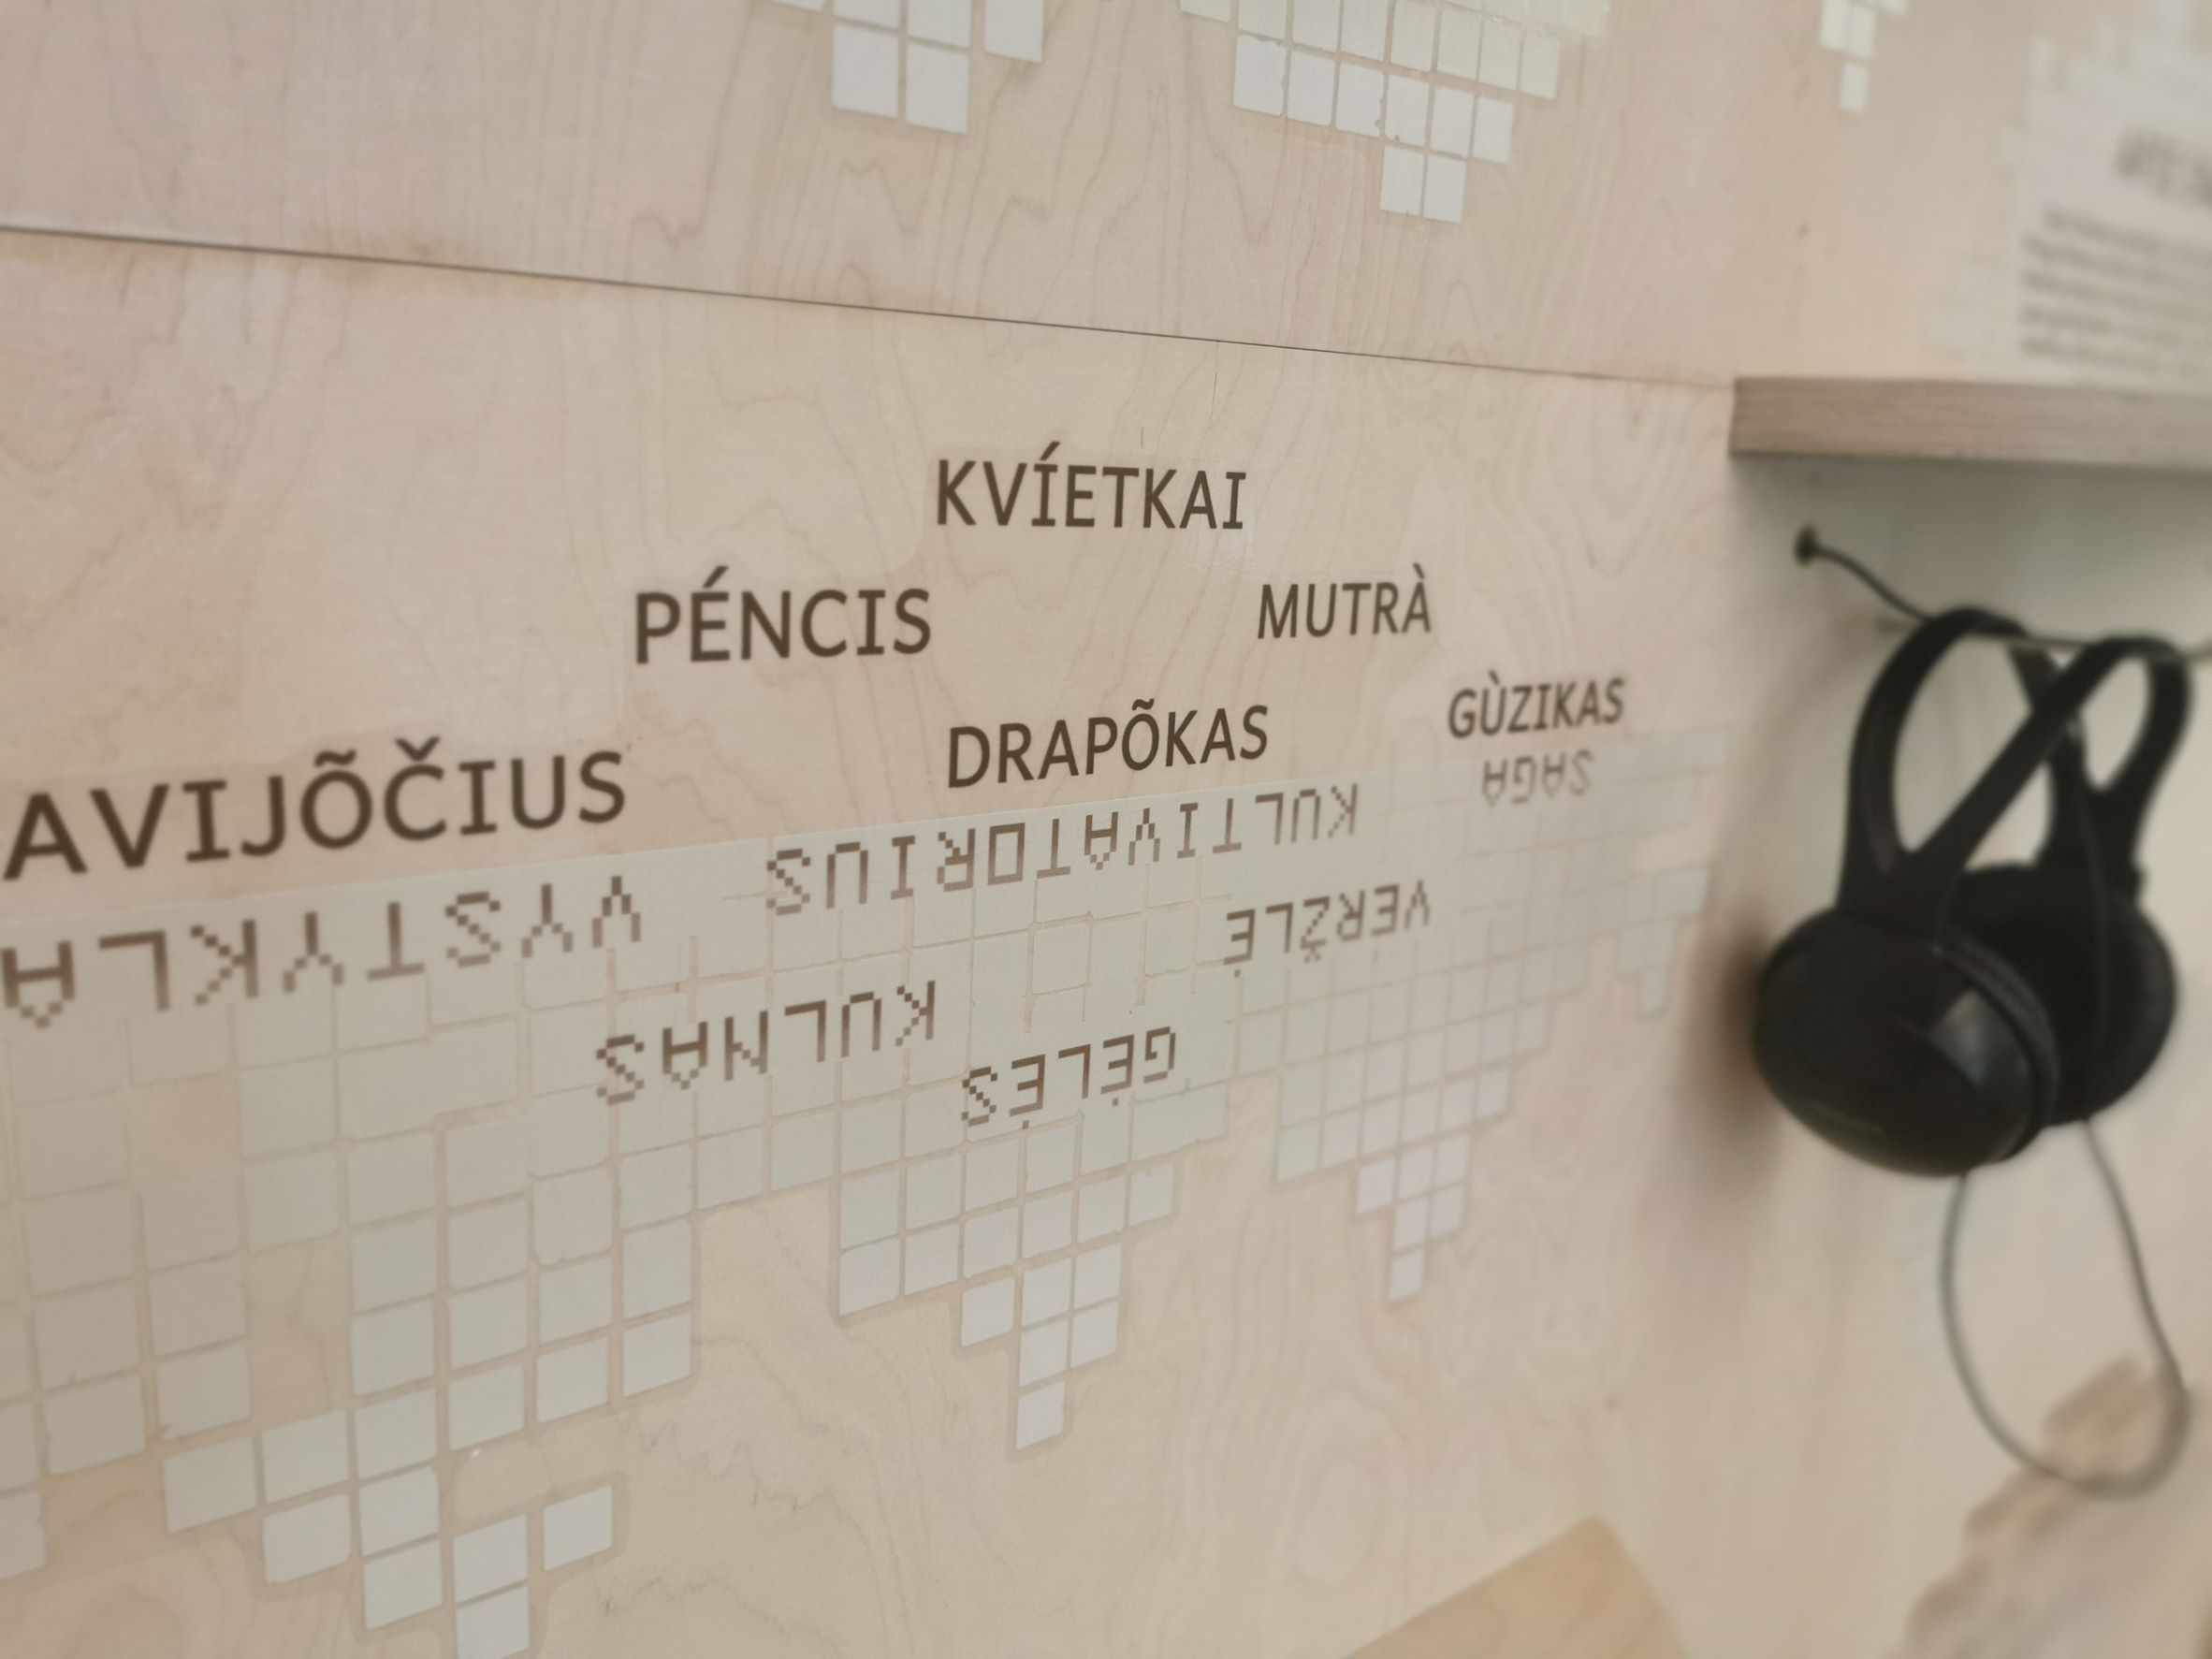 KVÍETKAI
PÉNCIS MUTRÀ
GÙZIKAS
DRAPÕKAS
AVIJÕČIUS
SAGA
KULTIVATORIUS
VYSTYKLA
VERŽLĖ
KULNAS
GĖLĖS